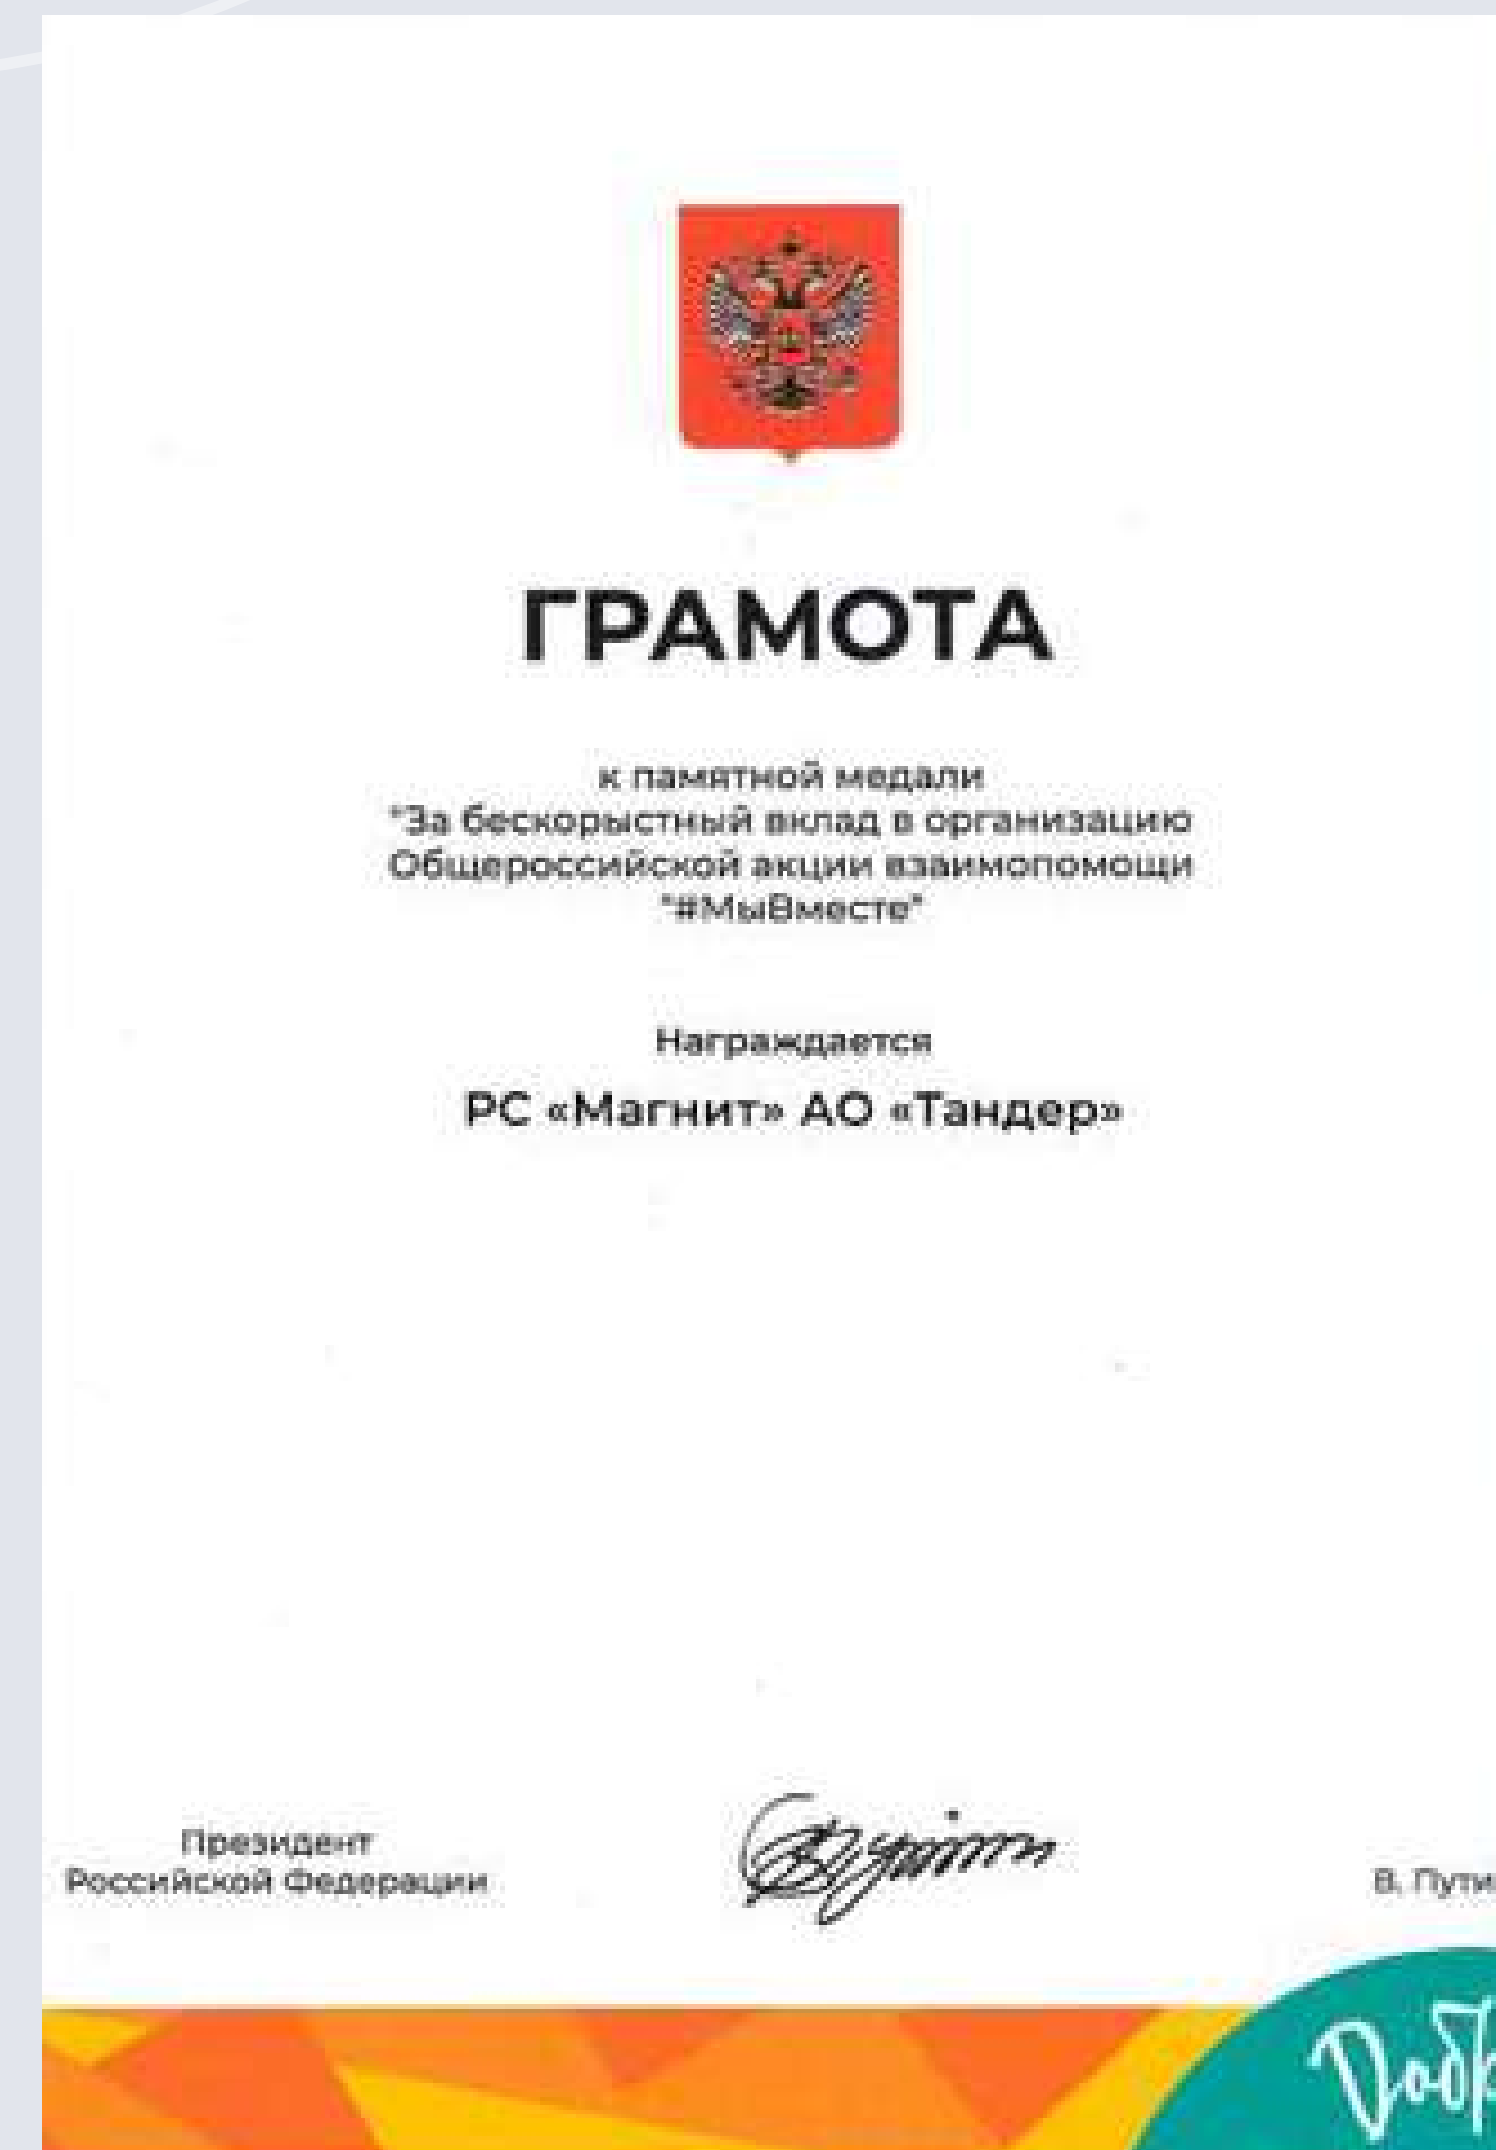 ГРАМОТА
к памятной медали
"За бескорыстный вклад в организацию
Общероссийской акции взаимопомощи
"#МыВместе"
Награждается
РС «Магнит» АО «Тандер»
Президент
Российской Федерации
В.